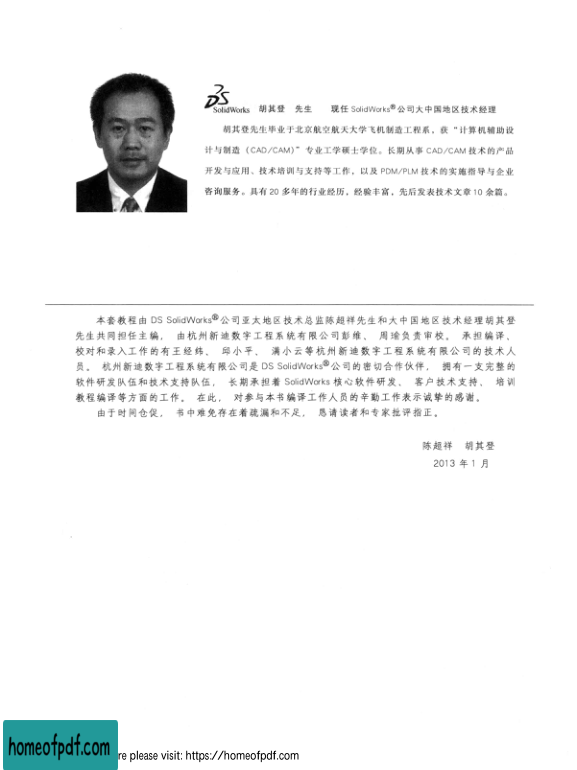 DS
SolidWorks 胡其登 先生 现任 SolidWorks®公司大中国地区技术经理
胡其登先生毕业于北京航空航天大学飞机制造工程系，获“计算机辅助设
计与制造（CAD/CAM）”专业工学硕士学位。长期从事 CAD/CAM 技术的产品
开发与应用、技术培训与支持等工作，以及 PDM/PLM 技术的实施指导与企业
咨询服务。具有 20 多年的行业经历，经验丰富，先后发表技术文章 10 余篇。
本套教程由 DS SolidWorks®公司亚太地区技术总监陈超祥先生和大中国地区技术经理胡其登
先生共同担任主编，由杭州新迪数字工程系统有限公司彭维、周瑜负责审校。承担编译，
校对和录入工作的有王经纬、邱小平、满小云等杭州新迪数字工程系统有限公司的技术人
员。杭州新迪数字工程系统有限公司是 DS SolidWorks®公司的密切合作伙伴，拥有一支完整的
软件研发队伍和技术支持队伍，长期承担着 SolidWorks 核心软件研发、客户技术支持、培训
教程编译等方面的工作。在此，对参与本书编译工作人员的辛勤工作表示诚挚的感谢。
由于时间仓促，书中难免存在着疏漏和不足，恳请读者和专家批评指正。
陈超祥 胡其登
2013 年 1 月
homeofpdf.com
re please visit: https://homeofpdf.com